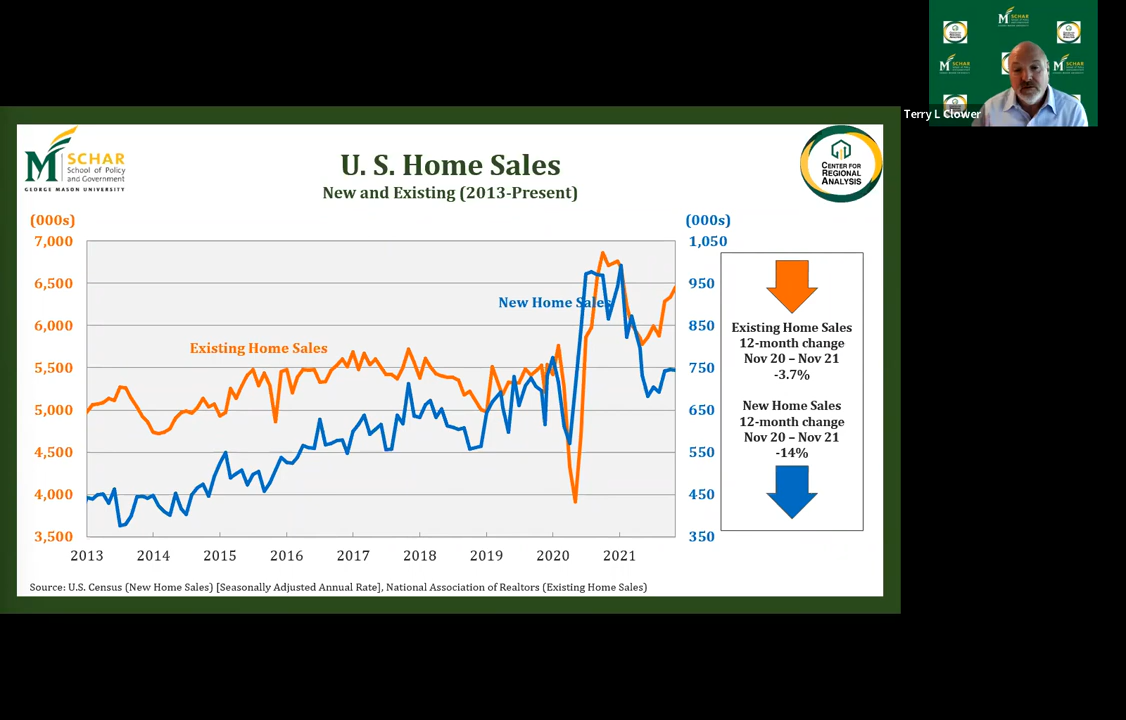 SCHAR
SCHAR
School of Policy
and Government
GEORGE MASON UNIVERSITY
U. S. Home Sales
New and Existing (2013-Present)
CENTER FOR
REGIONAL
ANALYSIS
Terry L Clower
(000s)
(000s)
7,000
6,500
6,000
5,500
5,000
4,500
4,000
3,500
Existing Home Sales
New Home Sales
1,050
950
850
750
650
550
450
350
2013
2014
2015
2016
2017
2018
2019
2020
2021
Existing Home Sales
12-month change
Nov 20 – Nov 21
-3.7%
New Home Sales
12-month change
Nov 20 – Nov 21
-14%
Source: U.S. Census (New Home Sales) [Seasonally Adjusted Annual Rate], National Association of Realtors (Existing Home Sales)